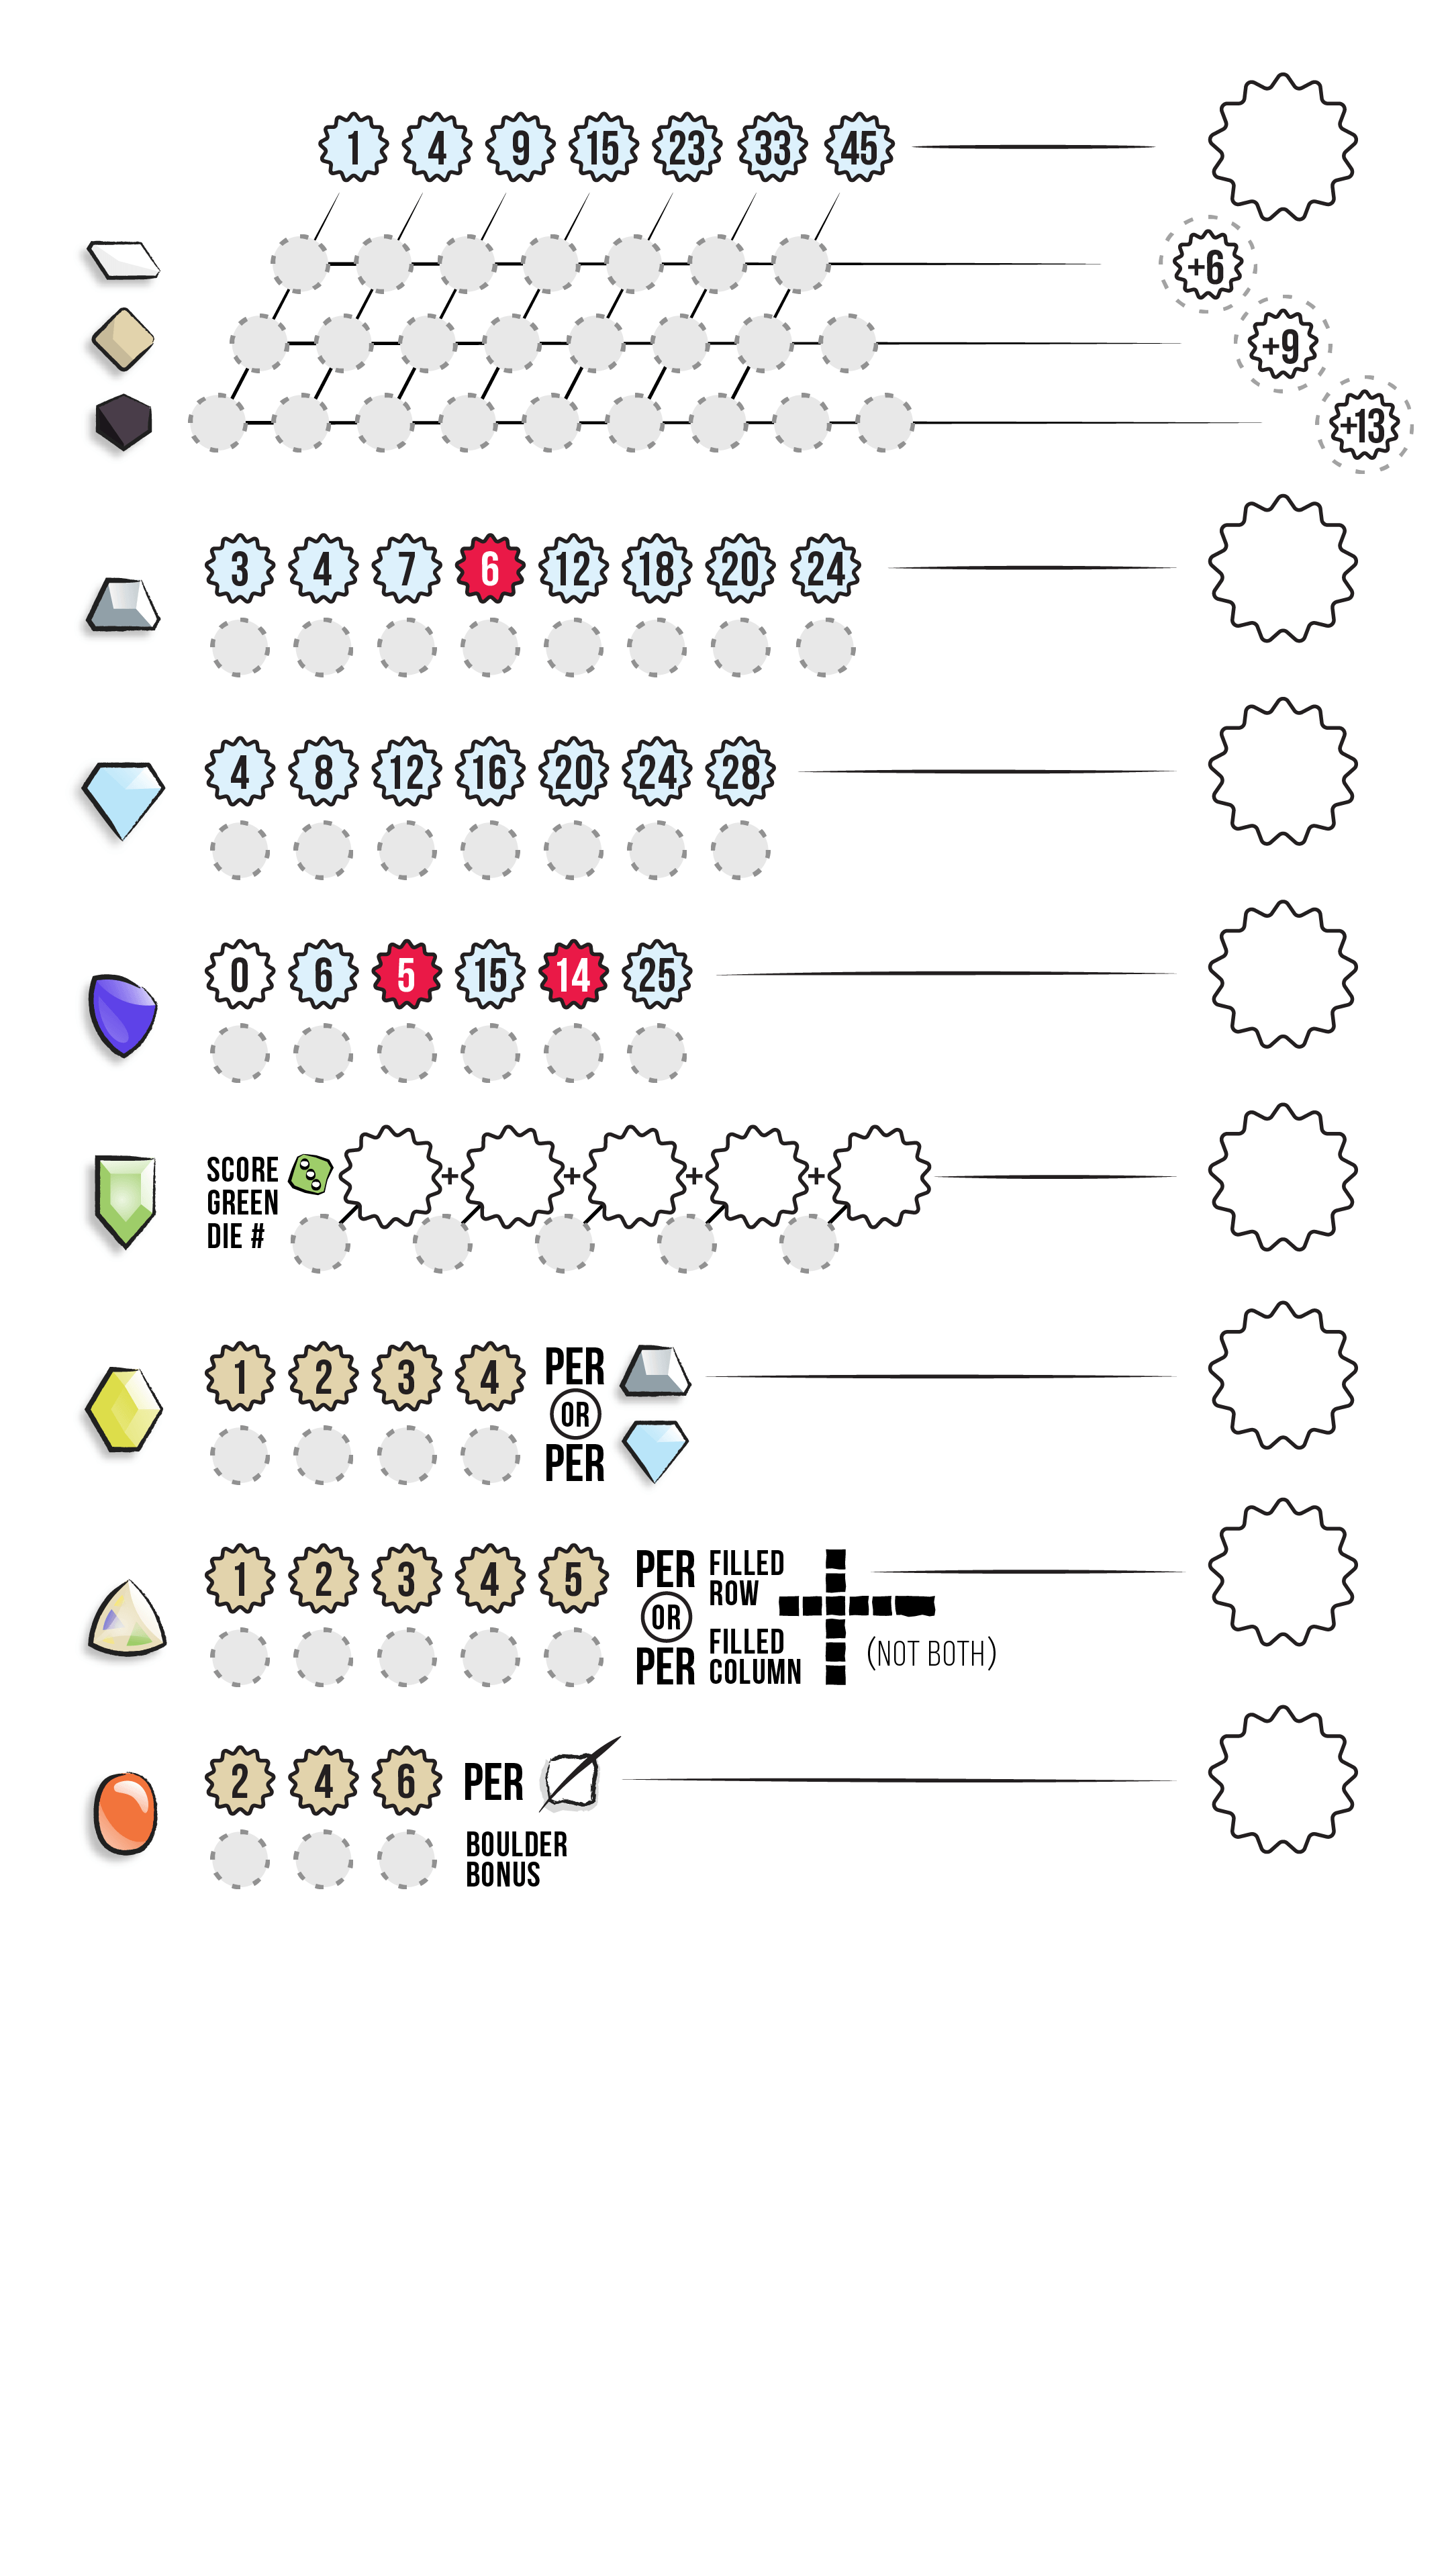 1 4 9 15 23 33 45
+6
+9
+13
3 4 7 6 12 18 20 24
4 8 12 16 20 24 28
0 6 5 15 14 25
SCORE
GREEN
DIE #
+ + + +
1 2 3 4
PER
OR
PER
1 2 3 4 5
PER
OR
PER
FILLED
ROW
FILLED
COLUMN
(NOT BOTH)
2 4 6
PER
BOULDER
BONUS